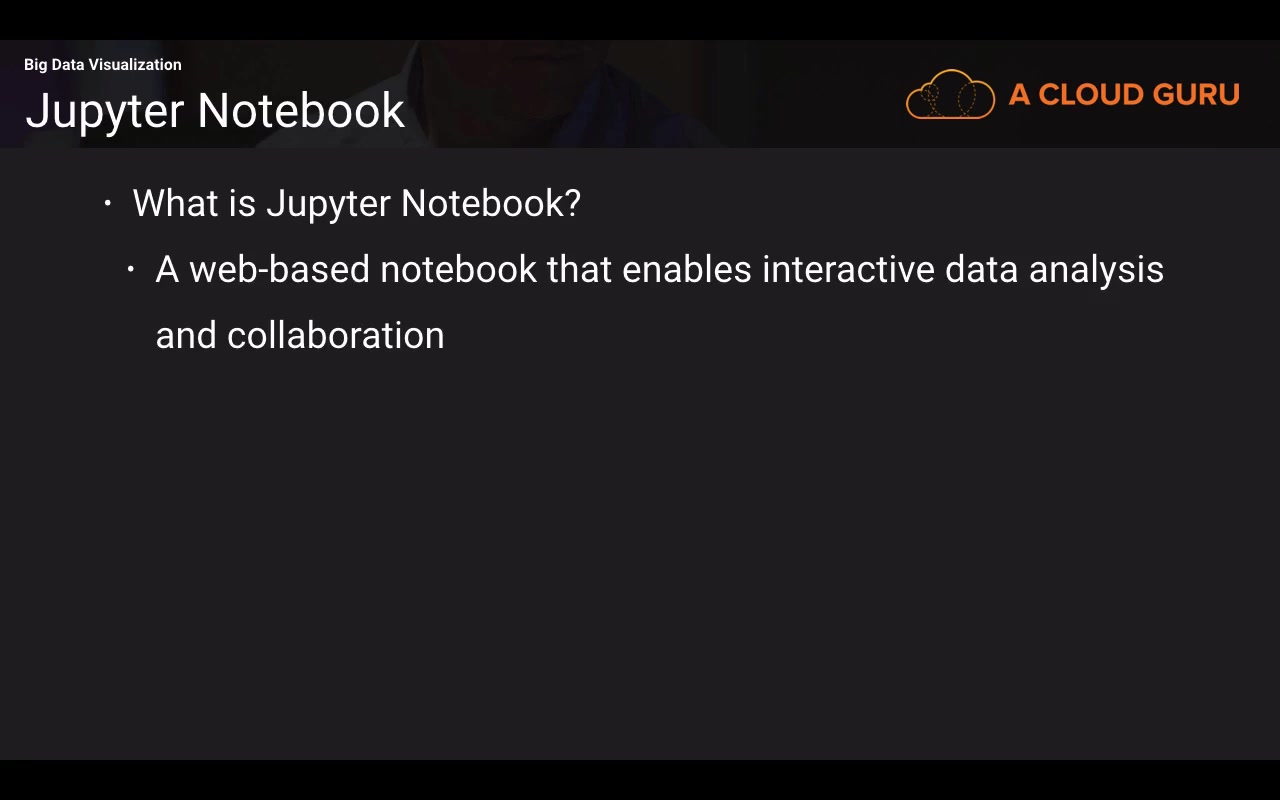 Big Data Visualization
Jupyter Notebook
A CLOUD GURU
• What is Jupyter Notebook?
• A web-based notebook that enables interactive data analysis
and collaboration